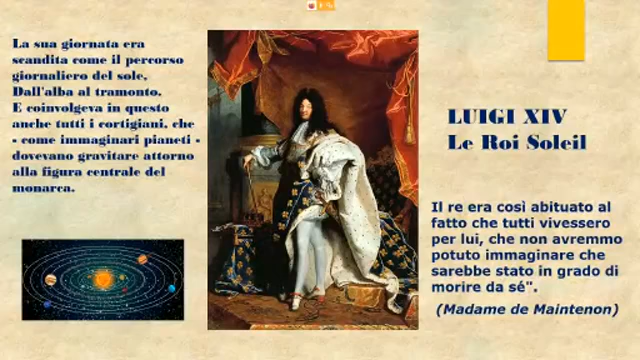 La sua giornata era
scandita come il percorso
giornaliero del sole,
Dall'alba al tramonto.
E coinvolgeva in questo
anche tutti i cortigiani, che
- come immaginari pianeti -
dovevano gravitare attorno
alla figura centrale del
monarca.
LUIGI XIV
Le Roi Soleil
Il re era così abituato al
fatto che tutti vivessero
per lui, che non avremmo
potuto immaginare che
sarebbe stato in grado di
morire da sé".
(Madame de Maintenon)